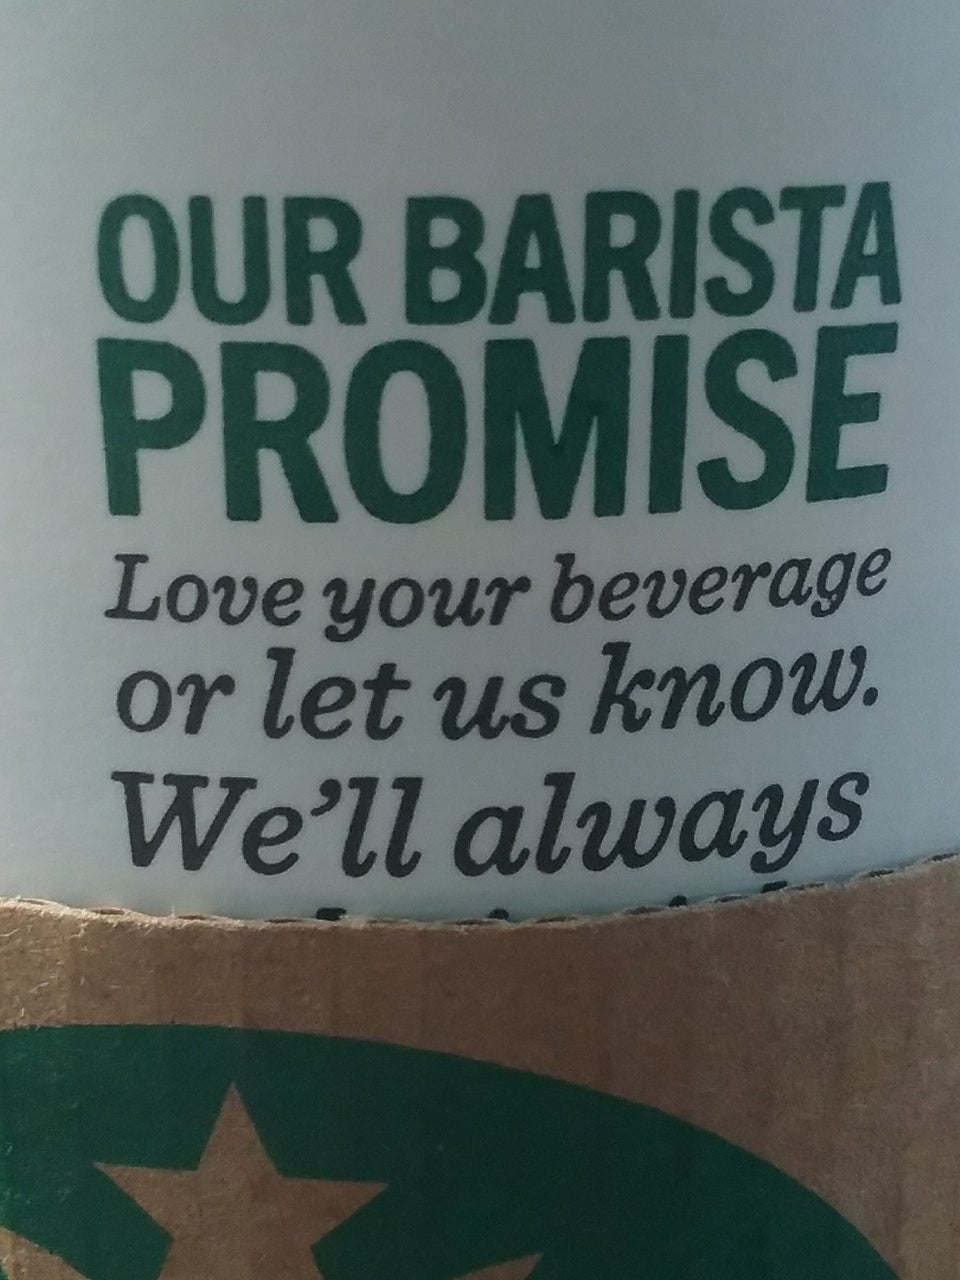 OUR BARISTA
PROMISE
Love your beverage
or let us know.
We'll always